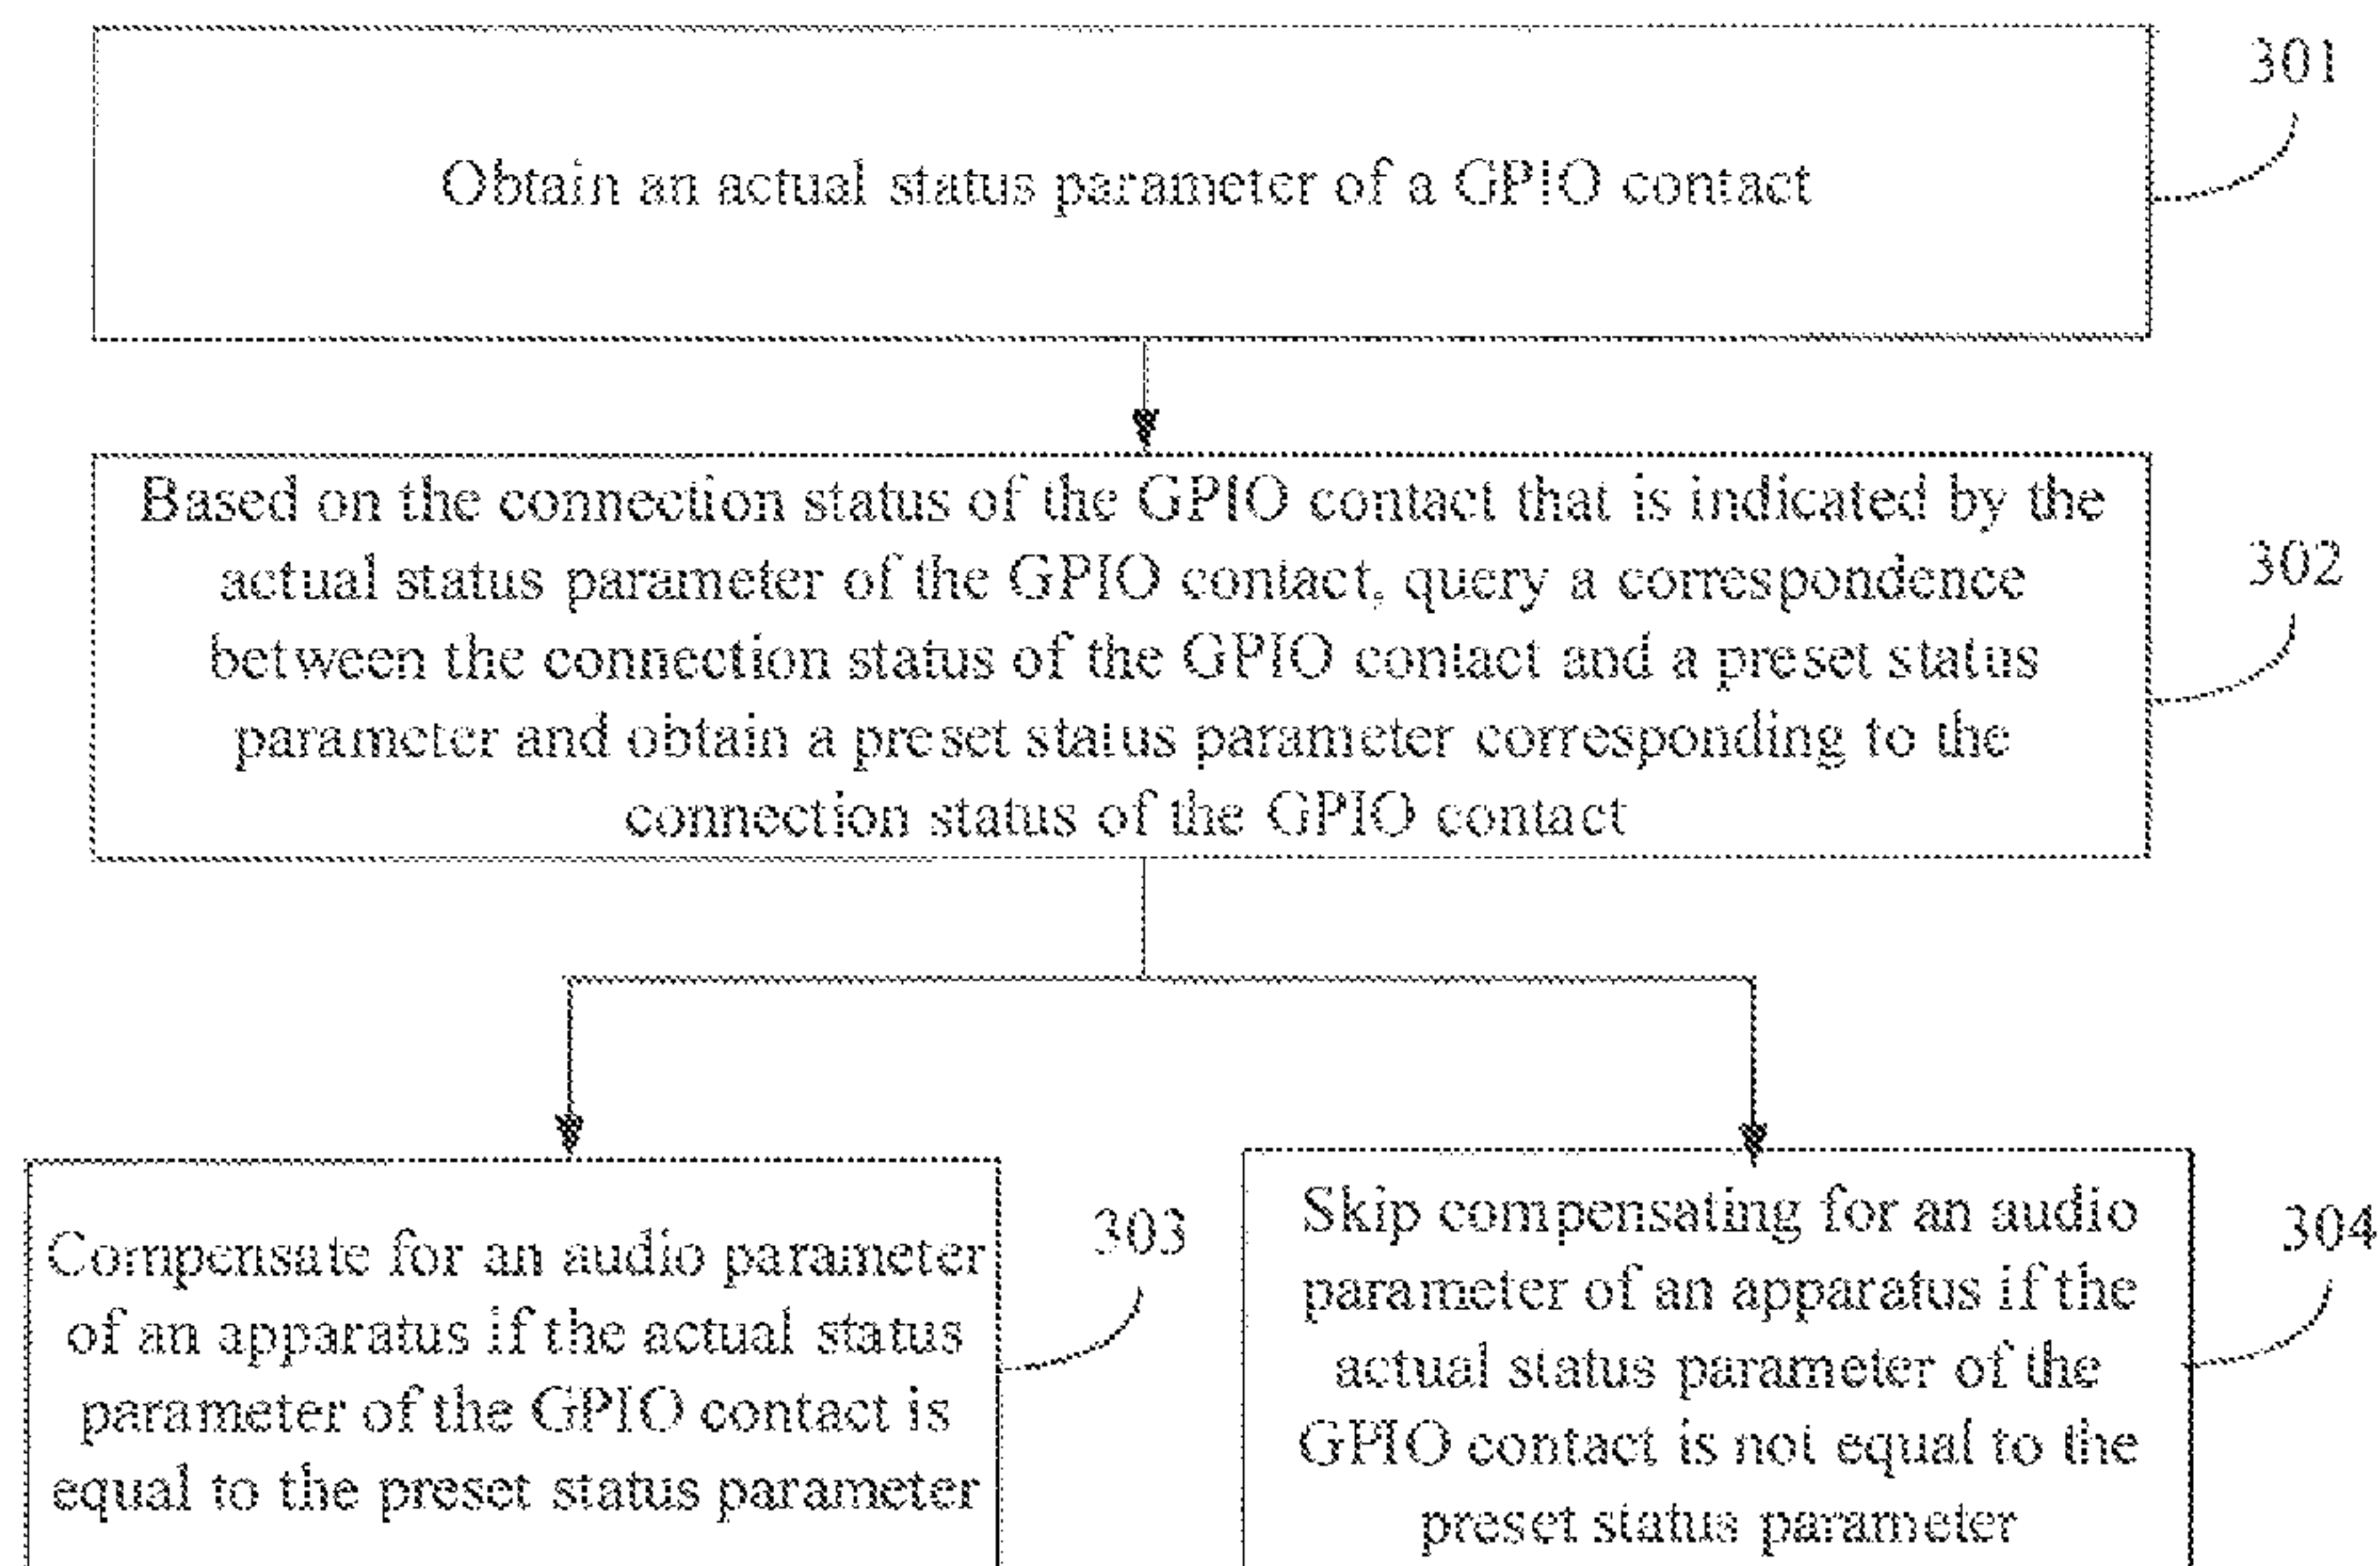 301
Obtain an actual status parameter of a GPIO contact
Based on the connection status of the GPIO contact that is indicated by the
actual status parameter of the GPIO contact, query a correspondence
between the connection status of the GPIO contact and a preset status
parameter and obtain a preset status parameter corresponding to the
connection status of the GPIO contact
302
Compensate for an audio parameter
of an apparatus if the actual status
parameter of the GPIO contact is
equal to the preset status parameter
303
Skip compensating for an audio
parameter of an apparatus if the
actual status parameter of the
GPIO contact is not equal to the
preset status parameter
304